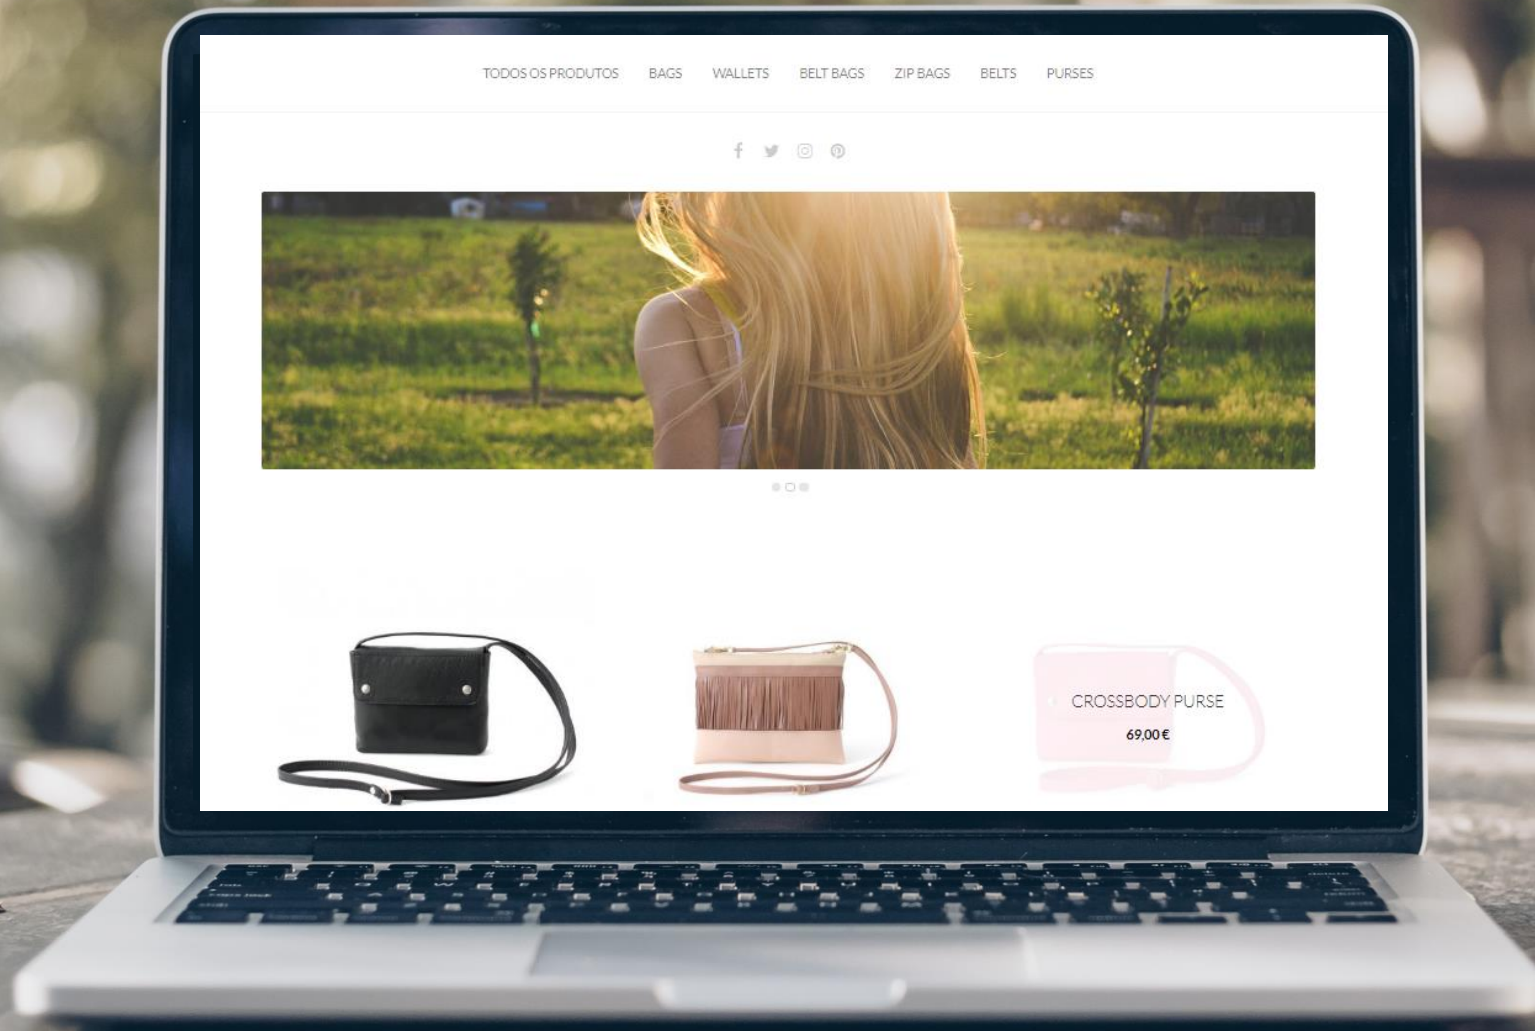 TODOS OS PRODUTOS BAGS WALLETS BELT BAGS ZIP BAGS BELTS PURSES
CROSSBODY PURSE
69,00 €